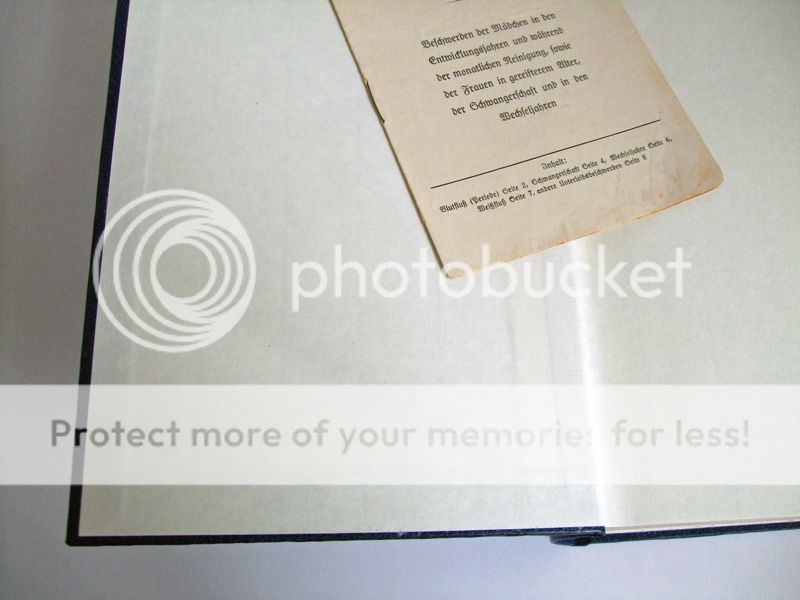 Beschwerden der Mädchen in den
Entwicklungsjahren und während
der monatlichen Reinigung, sowie
der Frauen in gereifterem Alter,
der Schwangerschaft und in den
Wechseljahren
Inhalt:
Blutfluß (Periode) Seite 2, Schwangerschaft Seite 4, Wechseljahre Seite 6,
Weißfluß Seite 7, andere Unterleibsbeschwerden Seite 8
photobucket
Protect more of your memories for less!